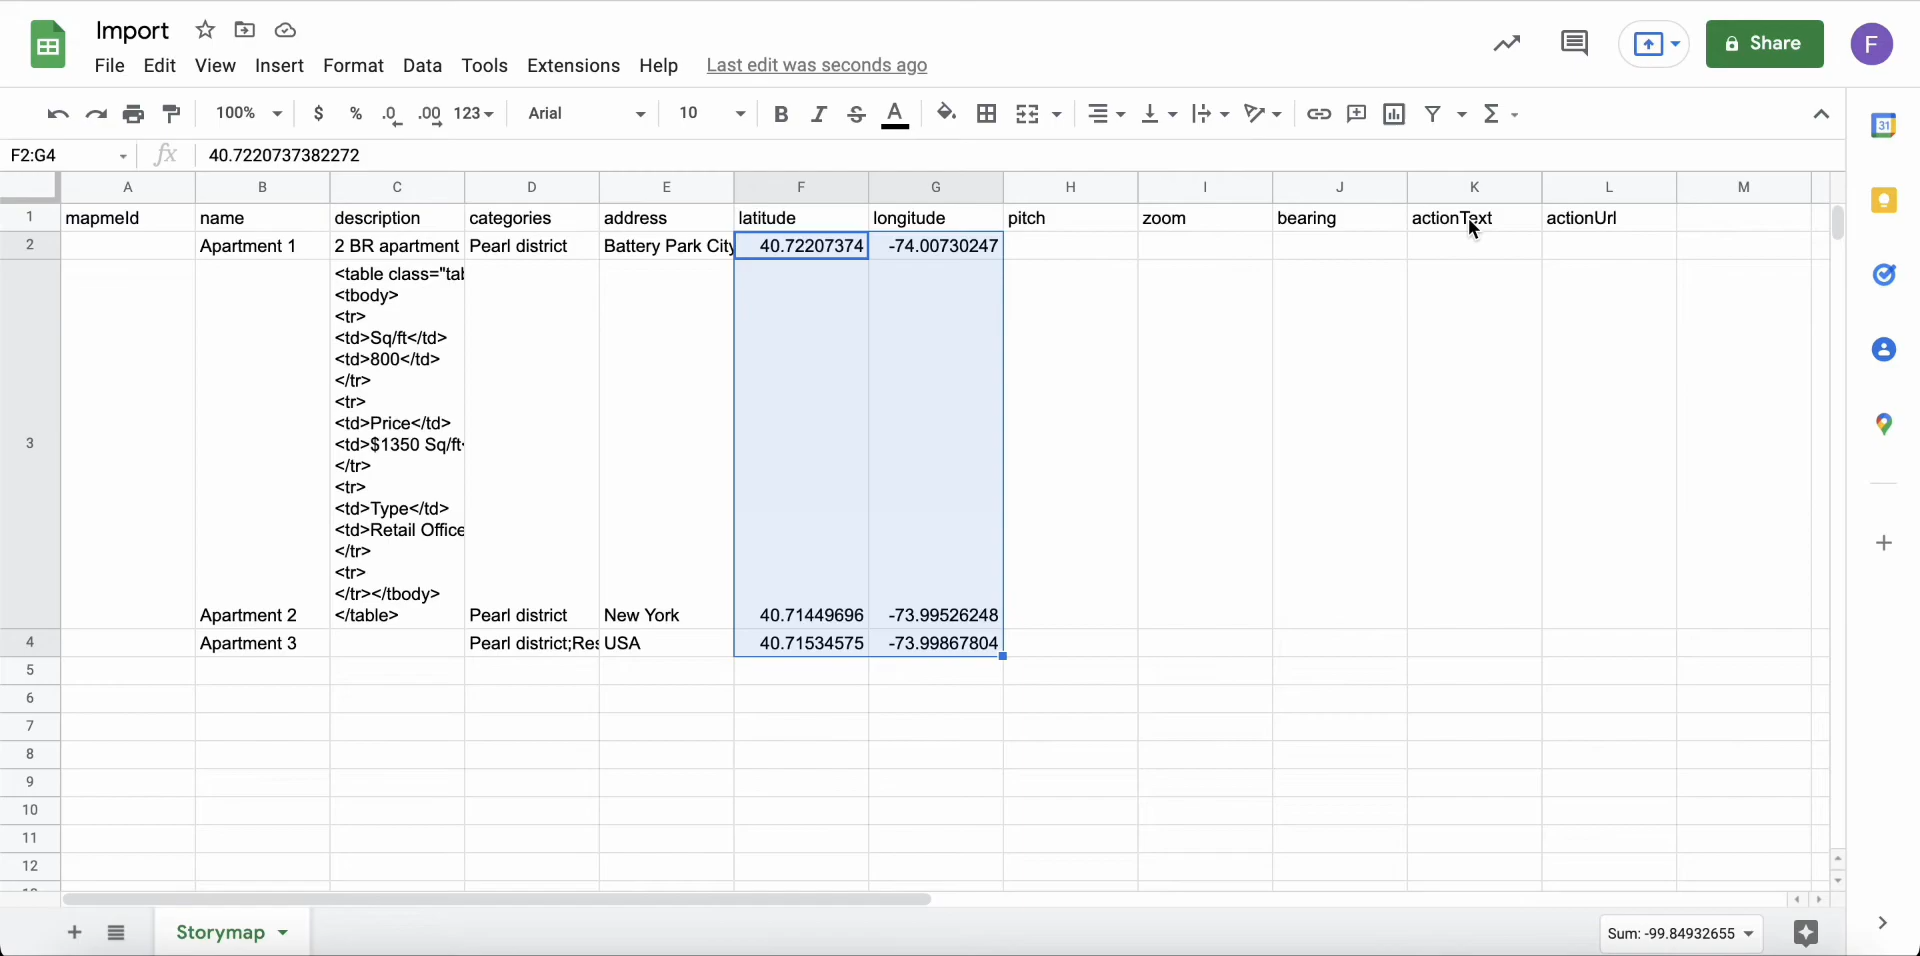 Import
File Edit View Insert Format Data Tools Extensions Help Last edit was seconds ago
Share
F
100% $ % .0 .00 123 Arial 10 B I S A Σ
31
F2:G4 fx 40.7220737382272
A B C D E F G H I J K L M
1 mapmeId name description categories address latitude longitude pitch zoom bearing actionText actionUrl
2 Apartment 1 2 BR apartment Pearl district Battery Park City 40.72207374 -74.00730247
<table class="tab
<tbody>
<tr>
<td>Sq/ft</td>
<td>800</td>
</tr>
<tr>
<td>Price</td>
3 <td>$1350 Sq/ft
</tr>
<tr>
<td>Type</td>
<td>Retail Office
</tr>
<tr>
</tr></tbody>
Apartment 2 </table> Pearl district New York 40.71449696 -73.99526248
4 Apartment 3 Pearl district;Res USA 40.71534575 -73.99867804
5
6
7
8
9
10
11
12
Storymap Sum: -99.84932655